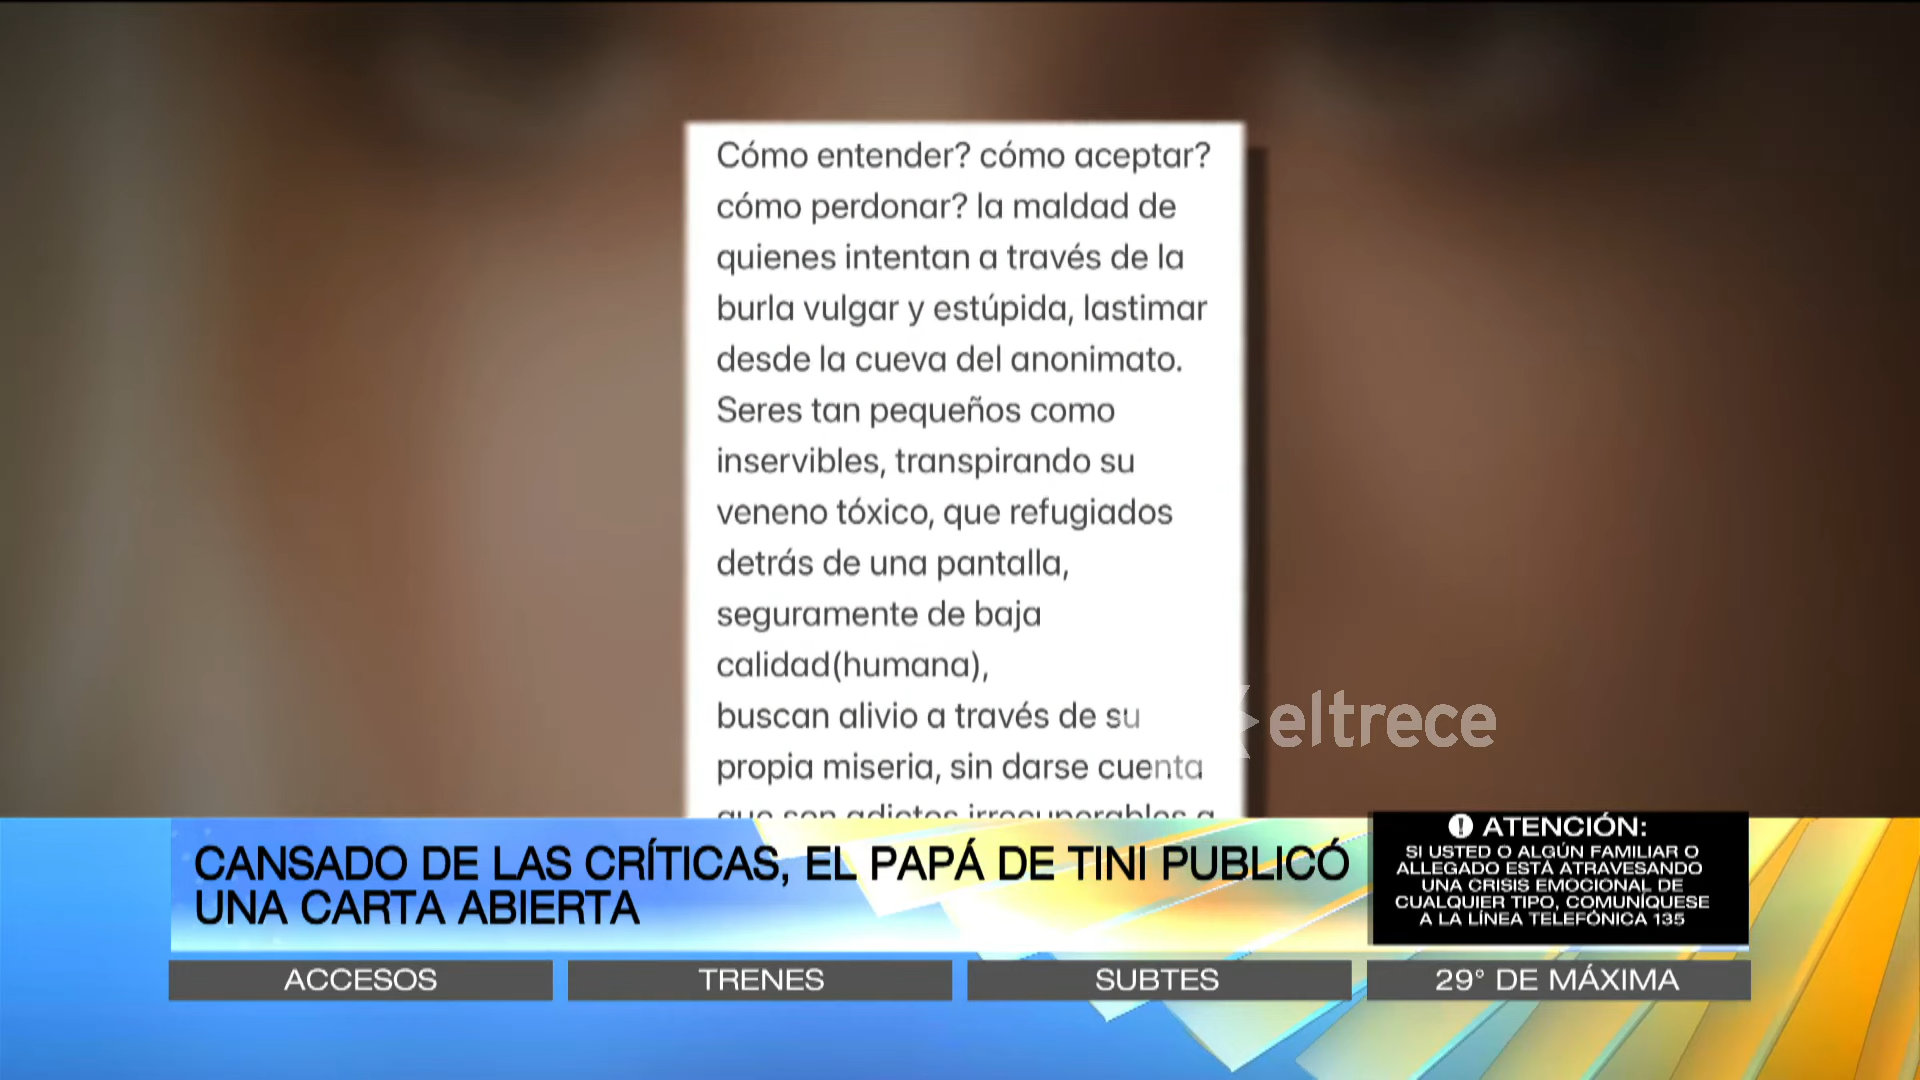 Cómo entender? cómo aceptar?
cómo perdonar? la maldad de
quienes intentan a través de la
burla vulgar y estúpida, lastimar
desde la cueva del anonimato.
Seres tan pequeños como
inservibles, transpirando su
veneno tóxico, que refugiados
detrás de una pantalla,
seguramente de baja
calidad(humana),
buscan alivio a través de su
propia miseria, sin darse cuenta
que son adictos irrecuperables a
eltrece
CANSADO DE LAS CRÍTICAS, EL PAPÁ DE TINI PUBLICÓ
UNA CARTA ABIERTA
! ATENCIÓN:
SI USTED O ALGÚN FAMILIAR O
ALLEGADO ESTÁ ATRAVESANDO
UNA CRISIS EMOCIONAL DE
CUALQUIER TIPO, COMUNÍQUESE
A LA LÍNEA TELEFÓNICA 135
ACCESOS
TRENES
SUBTES
29° DE MÁXIMA